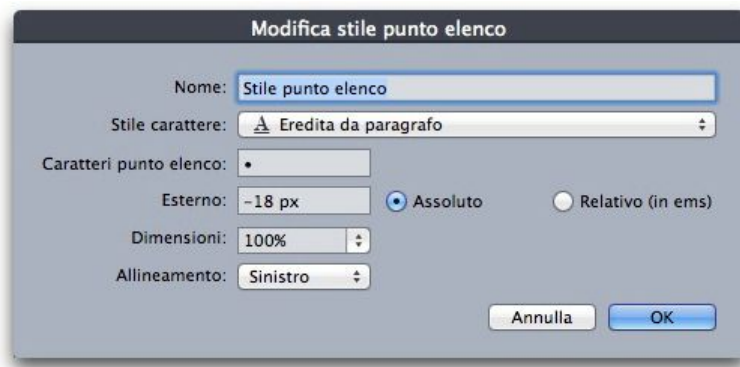 Modifica stile punto elenco
Nome: Stile punto elenco
Stile carattere: A Eredita da paragrafo
Caratteri punto elenco: •
Esterno: -18 px Assoluto Relativo (in ems)
Dimensioni: 100%
Allineamento: Sinistro
Annulla OK